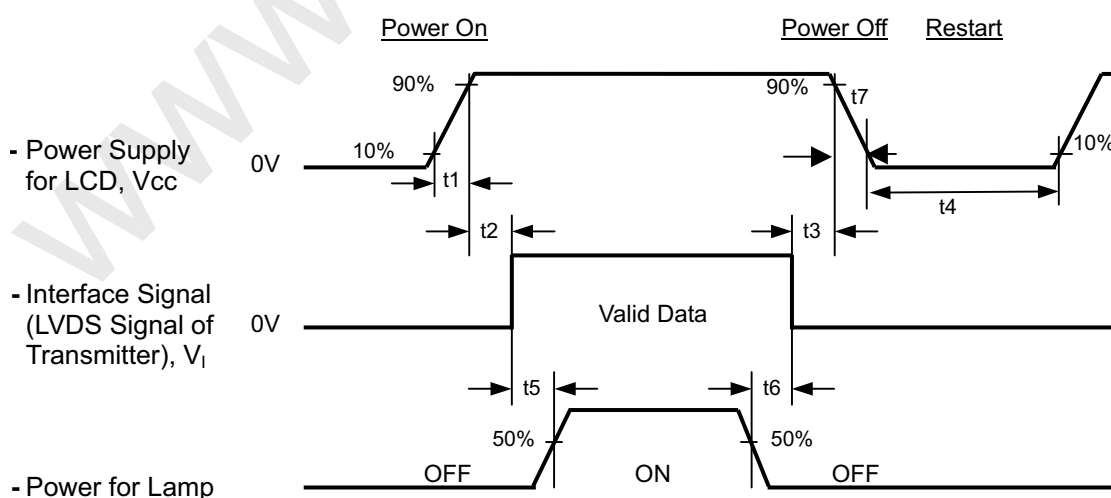 Power On Power Off Restart
90% 90% t7
- Power Supply for LCD, Vcc
0V 10% 10%
t1 t4
t2 t3
- Interface Signal (LVDS Signal of Transmitter), VI
0V Valid Data
t5 t6
50% 50%
- Power for Lamp
OFF ON OFF